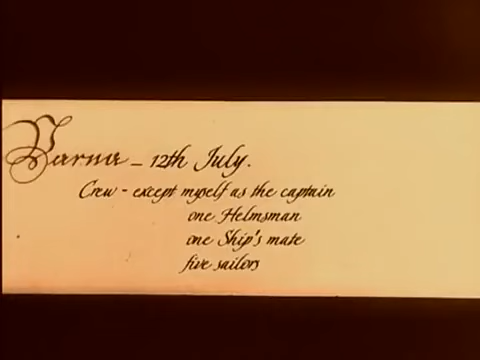 Varna - 12th July.
Crew - except myself as the captain
one Helmsman
one Ship's mate
five sailors